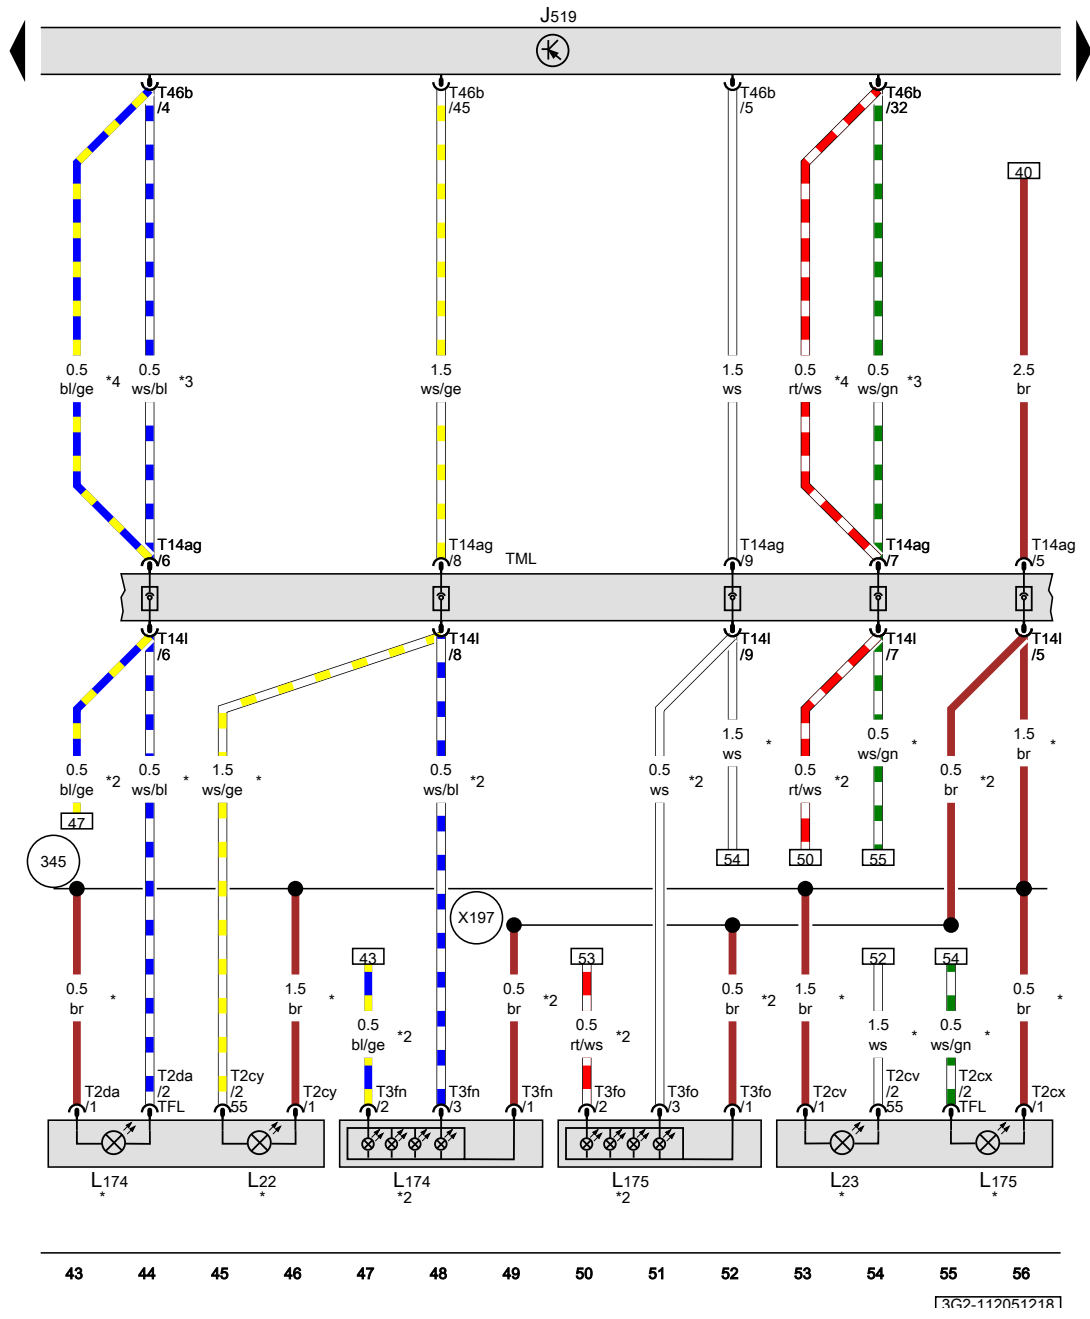 J519
T46b
/4
T46b
/45
T46b
/5
T46b
/32
40
0.5
bl/ge
*4
0.5
ws/bl
*3
1.5
ws/ge
1.5
ws
0.5
rt/ws
*4
0.5
ws/gn
*3
2.5
br
T14ag
/6
T14ag
/8
TML
T14ag
/9
T14ag
/7
T14ag
/5
T14l
/6
T14l
/8
T14l
/9
T14l
/7
T14l
/5
1.5
ws
*
0.5
ws/gn
*
1.5
br
*
0.5
bl/ge
*2
0.5
ws/bl
*
1.5
ws/ge
*
0.5
ws/bl
*2
0.5
ws
*2
0.5
rt/ws
*2
0.5
br
*2
47
345
54
50
55
X197
43
53
52
54
0.5
br
*
1.5
br
*
0.5
br
*2
0.5
br
*2
1.5
br
*
0.5
br
*
0.5
bl/ge
*2
0.5
rt/ws
*2
1.5
ws
*
0.5
ws/gn
*
T2da
/1
T2da
/2
TFL
T2cy
/2
55
T2cy
/1
T3fn
/2
T3fn
/3
T3fn
/1
T3fo
/2
T3fo
/3
T3fo
/1
T2cv
/1
T2cv
/2
55
T2cx
/2
TFL
T2cx
/1
L174
*
L22
*
L174
*2
L175
*2
L23
*
L175
*
43 44 45 46 47 48 49 50 51 52 53 54 55 56
3G2-112051218